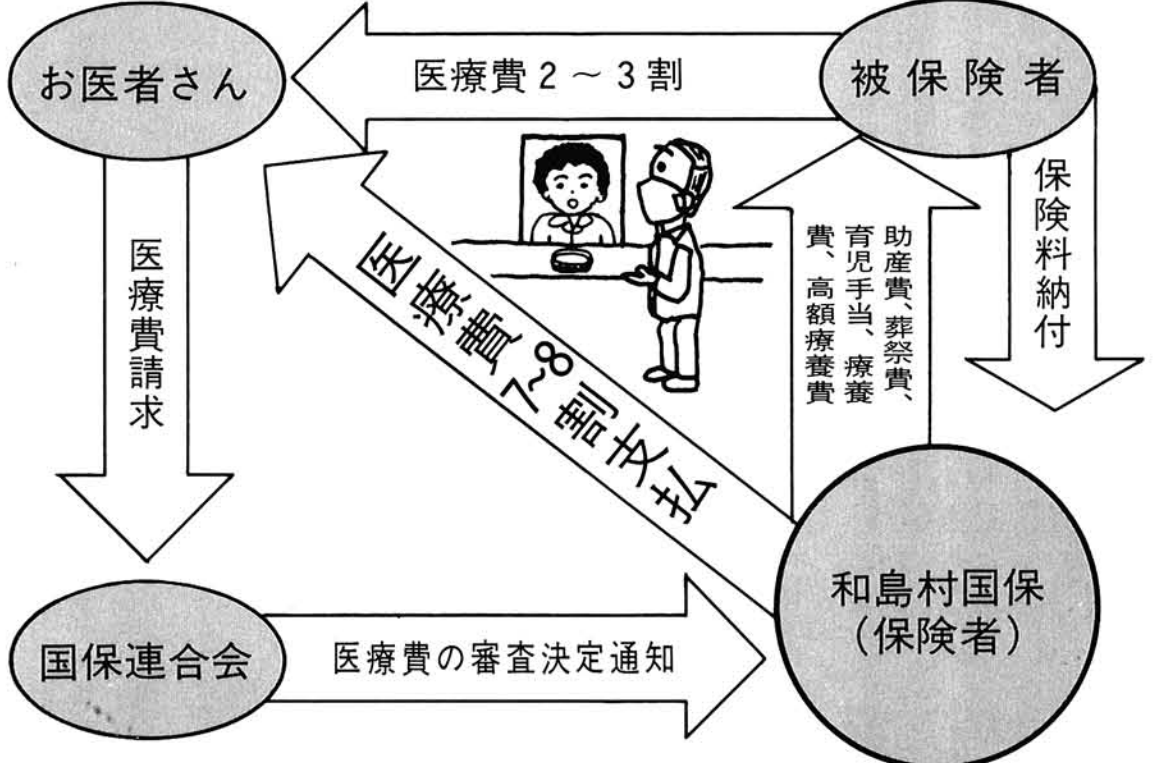 お医者さん
医療費2～3割
被保険者
保険料納付
助産費、葬祭費、
育児手当、療養
費、高額療養費
医療費請求
医療費7～8割支払
和島村国保
(保険者)
国保連合会
医療費の審査決定通知